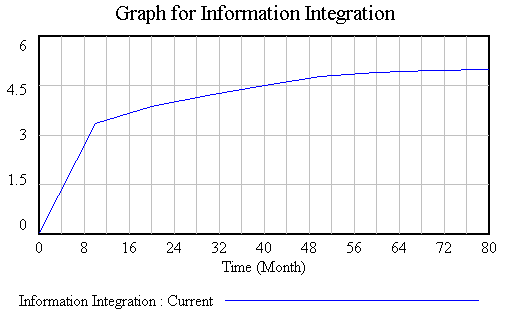 Graph for Information Integration
6
4.5
3
1.5
0
0 8 16 24 32 40 48 56 64 72 80
Time (Month)
Information Integration : Current